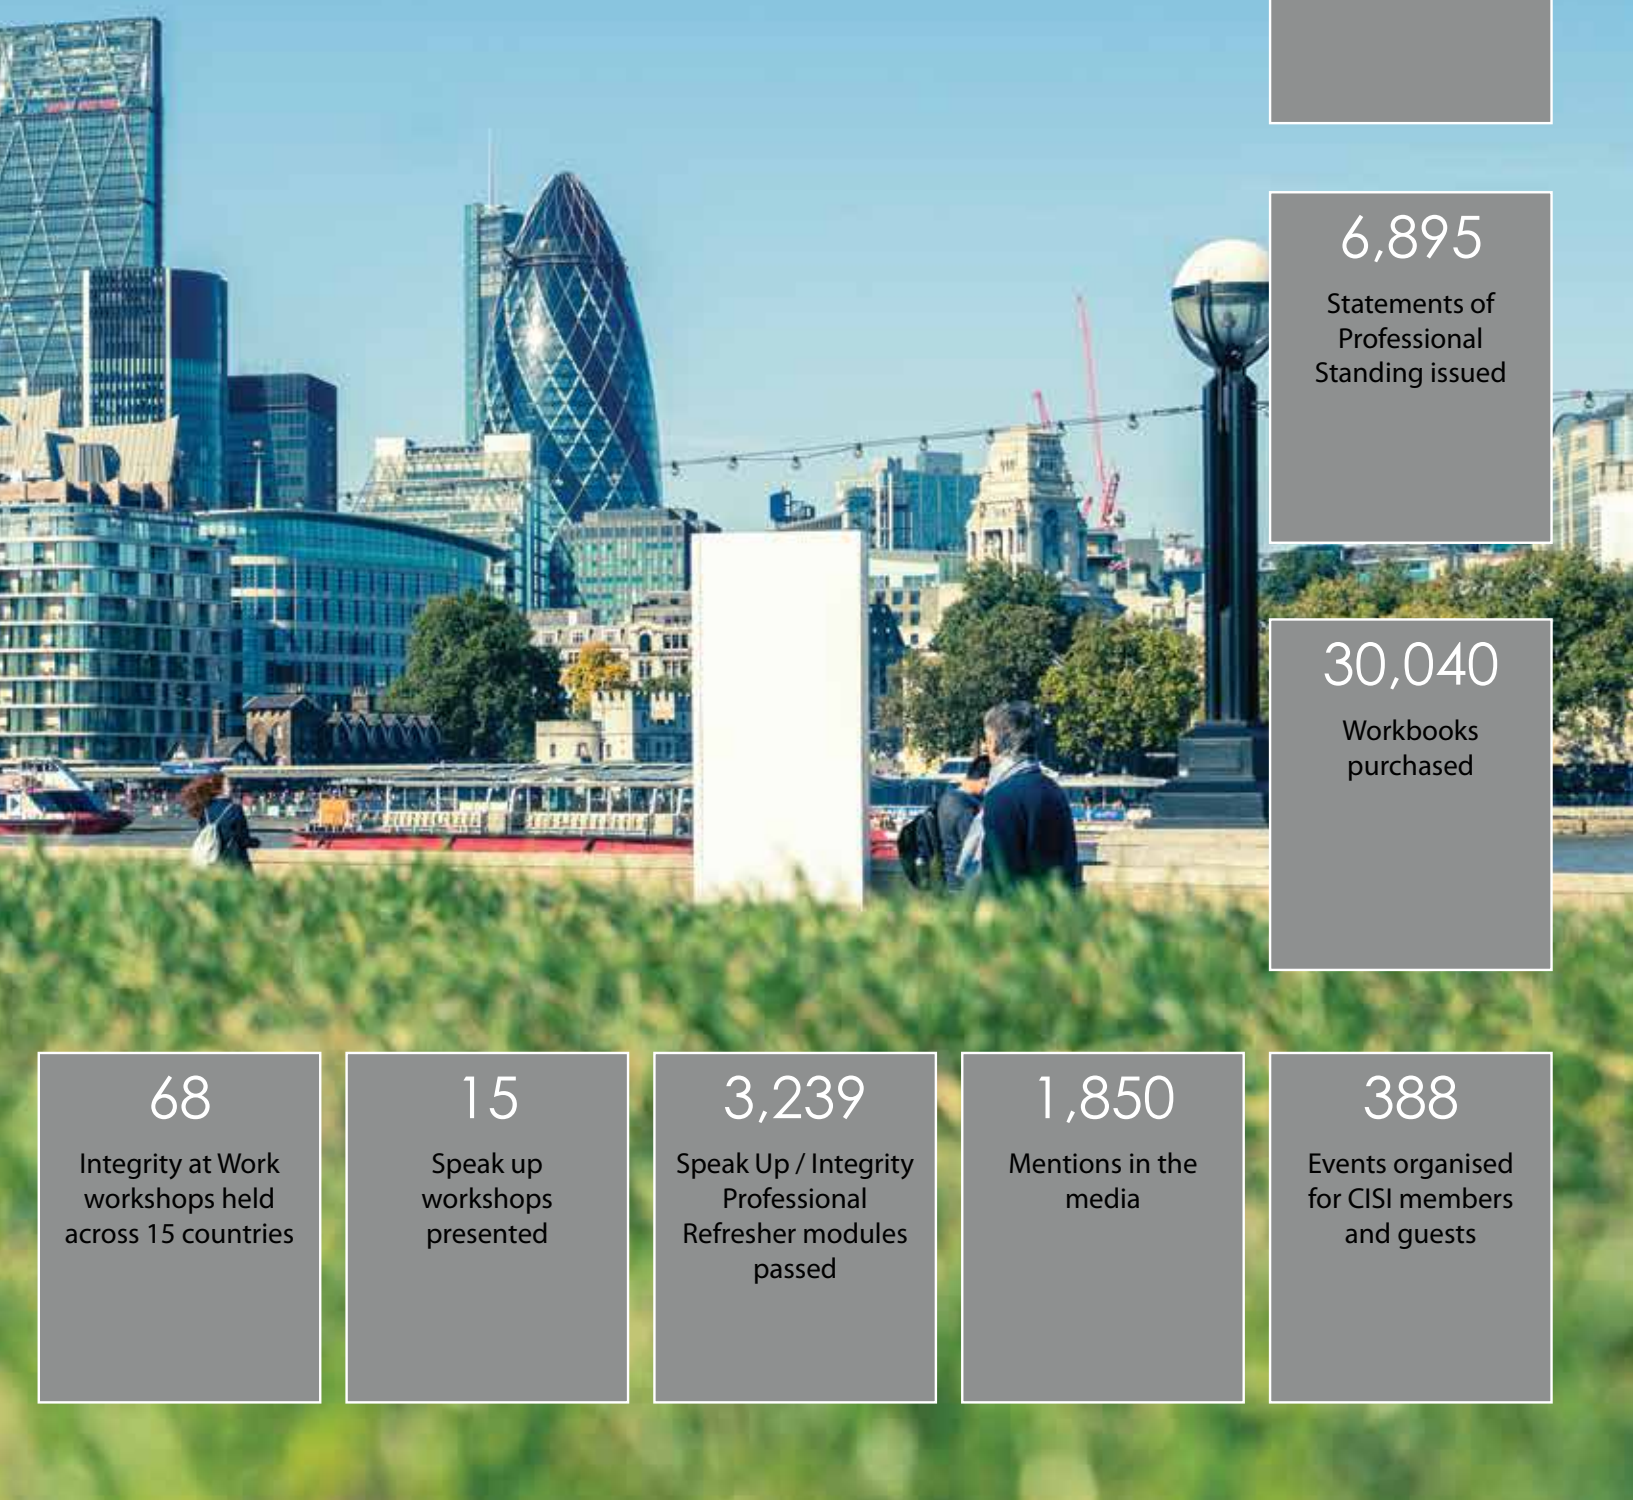 6,895
Statements of
Professional
Standing issued
30,040
Workbooks
purchased
68
Integrity at Work
workshops held
across 15 countries
15
Speak up
workshops
presented
3,239
Speak Up / Integrity
Professional
Refresher modules
passed
1,850
Mentions in the
media
388
Events organised
for CISI members
and guests